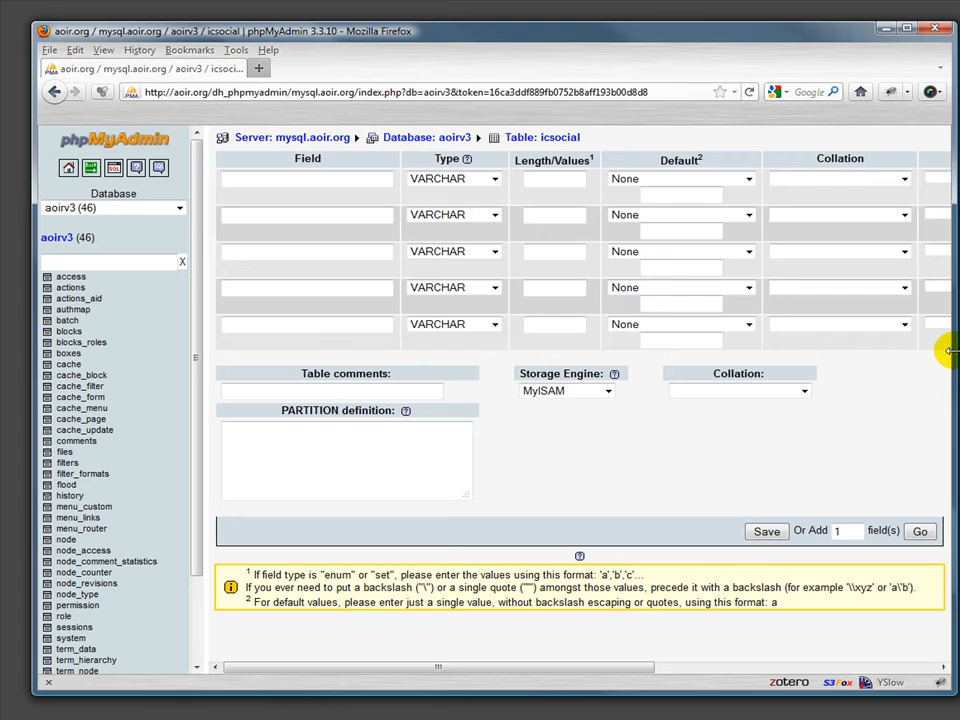 aoir.org / mysql.aoir.org / aoirv3 / icsocial | phpMyAdmin 3.3.10 - Mozilla Firefox
File Edit View History Bookmarks Tools Help
aoir.org / mysql.aoir.org / aoirv3 / icsoci...
http://aoir.org/dh_phpmyadmin/mysql.aoir.org/index.php?db=aoirv3&token=16ca3ddf889fb0752b8aff193b00d8d8
Google
phpMyAdmin
Server: mysql.aoir.org Database: aoirv3 Table: icsocial
SQL
Database
aoirv3 (46)
aoirv3 (46)
X
access
actions
actions_aid
authmap
batch
blocks
blocks_roles
boxes
cache
cache_block
cache_filter
cache_form
cache_menu
cache_page
cache_update
comments
files
filters
filter_formats
flood
history
menu_custom
menu_links
menu_router
node
node_access
node_comment_statistics
node_counter
node_revisions
node_type
permission
role
sessions
system
term_data
term_hierarchy
term_node
Field Type Length/Values1 Default2 Collation
VARCHAR None
VARCHAR None
VARCHAR None
VARCHAR None
VARCHAR None
Table comments: Storage Engine: Collation:
MyISAM
PARTITION definition:
Save Or Add 1 field(s) Go
1 If field type is "enum" or "set", please enter the values using this format: 'a','b','c'...
If you ever need to put a backslash ("\") or a single quote ("'") amongst those values, precede it with a backslash (for example '\\xyz' or 'a\'b').
2 For default values, please enter just a single value, without backslash escaping or quotes, using this format: a
zotero S3Fox YSlow